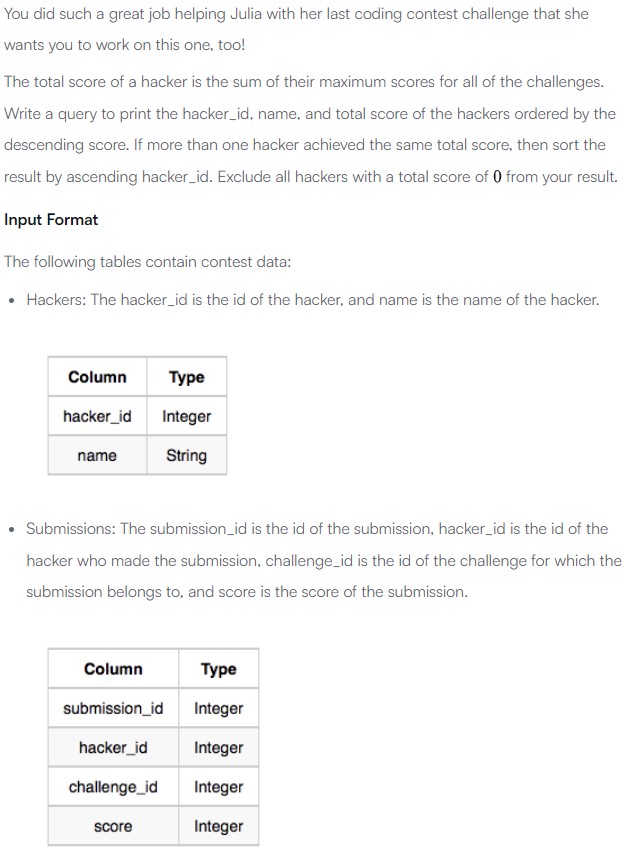 You did such a great job helping Julia with her last coding contest challenge that she
wants you to work on this one, too!
The total score of a hacker is the sum of their maximum scores for all of the challenges.
Write a query to print the hacker_id, name, and total score of the hackers ordered by the
descending score. If more than one hacker achieved the same total score, then sort the
result by ascending hacker_id. Exclude all hackers with a total score of 0 from your result.
Input Format
The following tables contain contest data:
• Hackers: The hacker_id is the id of the hacker, and name is the name of the hacker.
Column Type
hacker_id Integer
name String
• Submissions: The submission_id is the id of the submission, hacker_id is the id of the
hacker who made the submission, challenge_id is the id of the challenge for which the
submission belongs to, and score is the score of the submission.
Column Type
submission_id Integer
hacker_id Integer
challenge_id Integer
score Integer